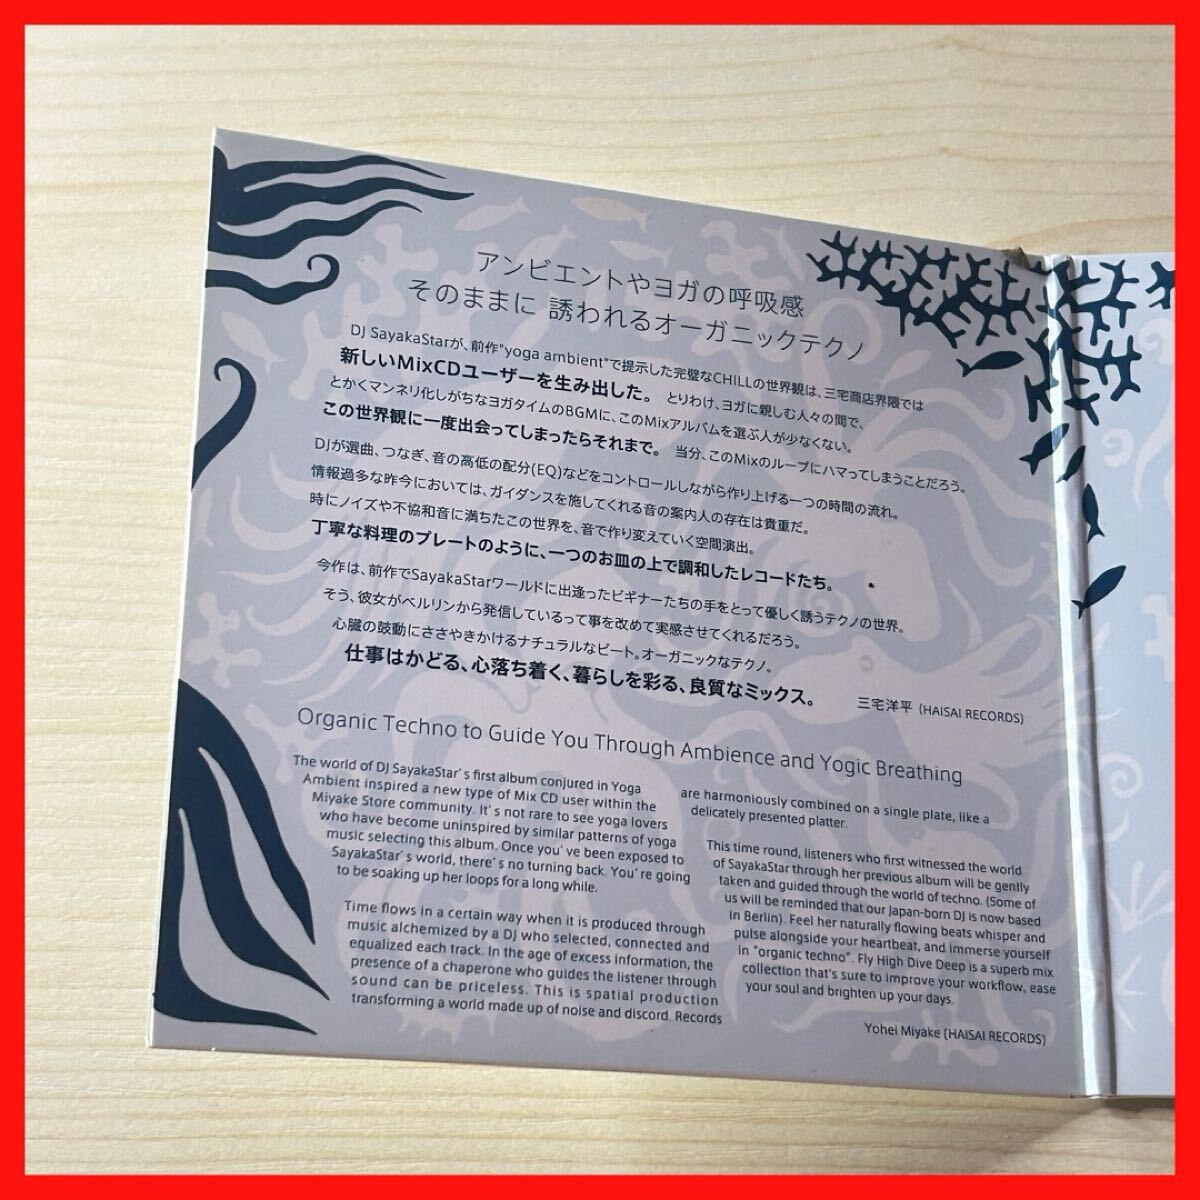 アンビエントやヨガの呼吸感
そのままに 誘われるオーガニックテクノ
DJ SayakaStarが、前作"yoga ambient"で提示した完璧なCHILLの世界観は、三宅商店界隈では
新しいMixCDユーザーを生み出した。 とりわけ、ヨガに親しむ人々の間で、
とかくマンネリ化しがちなヨガタイムのBGMに、このMixアルバムを選ぶ人が少なくない。
この世界観に一度出会ってしまったらそれまで。 当分、このMixのループにハマってしまうことだろう。
DJが選曲、つなぎ、音の高低の配分(EQ)などをコントロールしながら作り上げる一つの時間の流れ。
情報過多な昨今においては、ガイダンスを施してくれる音の案内人の存在は貴重だ。
時にノイズや不協和音に満ちたこの世界を、音で作り変えていく空間演出。
丁寧な料理のプレートのように、一つのお皿の上で調和したレコードたち。
今作は、前作でSayakaStarワールドに出逢ったビギナーたちの手をとって優しく誘うテクノの世界。
そう、彼女がベルリンから発信しているって事を改めて実感させてくれるだろう。
心臓の鼓動にささやきかけるナチュラルなビート。オーガニックなテクノ。
仕事はかどる、心落ち着く、暮らしを彩る、良質なミックス。
三宅洋平 (HAISAI RECORDS)
Organic Techno to Guide You Through Ambience and Yogic Breathing
The world of DJ SayakaStar's first album conjured in Yoga
Ambient inspired a new type of Mix CD user within the
Miyake Store community. It's not rare to see yoga lovers
who have become uninspired by similar patterns of yoga
music selecting this album. Once you've been exposed to
SayakaStar's world, there's no turning back. You're going
to be soaking up her loops for a long while.
Time flows in a certain way when it is produced through
music alchemized by a DJ who selected, connected and
equalized each track. In the age of excess information, the
presence of a chaperone who guides the listener through
sound can be priceless. This is spatial production
transforming a world made up of noise and discord. Records
are harmoniously combined on a single plate, like a
delicately presented platter.
This time round, listeners who first witnessed the world
of SayakaStar through her previous album will be gently
taken and guided through the world of techno. (Some of
us will be reminded that our Japan-born DJ is now based
in Berlin). Feel her naturally flowing beats whisper and
pulse alongside your heartbeat, and immerse yourself
in "organic techno". Fly High Dive Deep is a superb mix
collection that's sure to improve your workflow, ease
your soul and brighten up your days.
Yohei Miyake (HAISAI RECORDS)